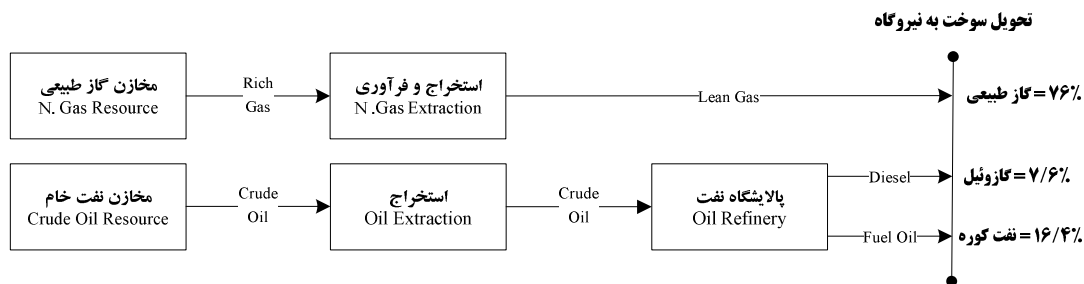 تحویل سوخت به نیروگاه
مخازن گاز طبیعی
N. Gas Resource
Rich
Gas
استخراج و فرآوری
N .Gas Extraction
Lean Gas
گاز طبیعی = ۷۶٪
مخازن نفت خام
Crude Oil Resource
Crude
Oil
استخراج
Oil Extraction
Crude
Oil
پالایشگاه نفت
Oil Refinery
Diesel
گازوئیل = ۷/۶٪
Fuel Oil
نفت کوره = ۱۶/۴٪